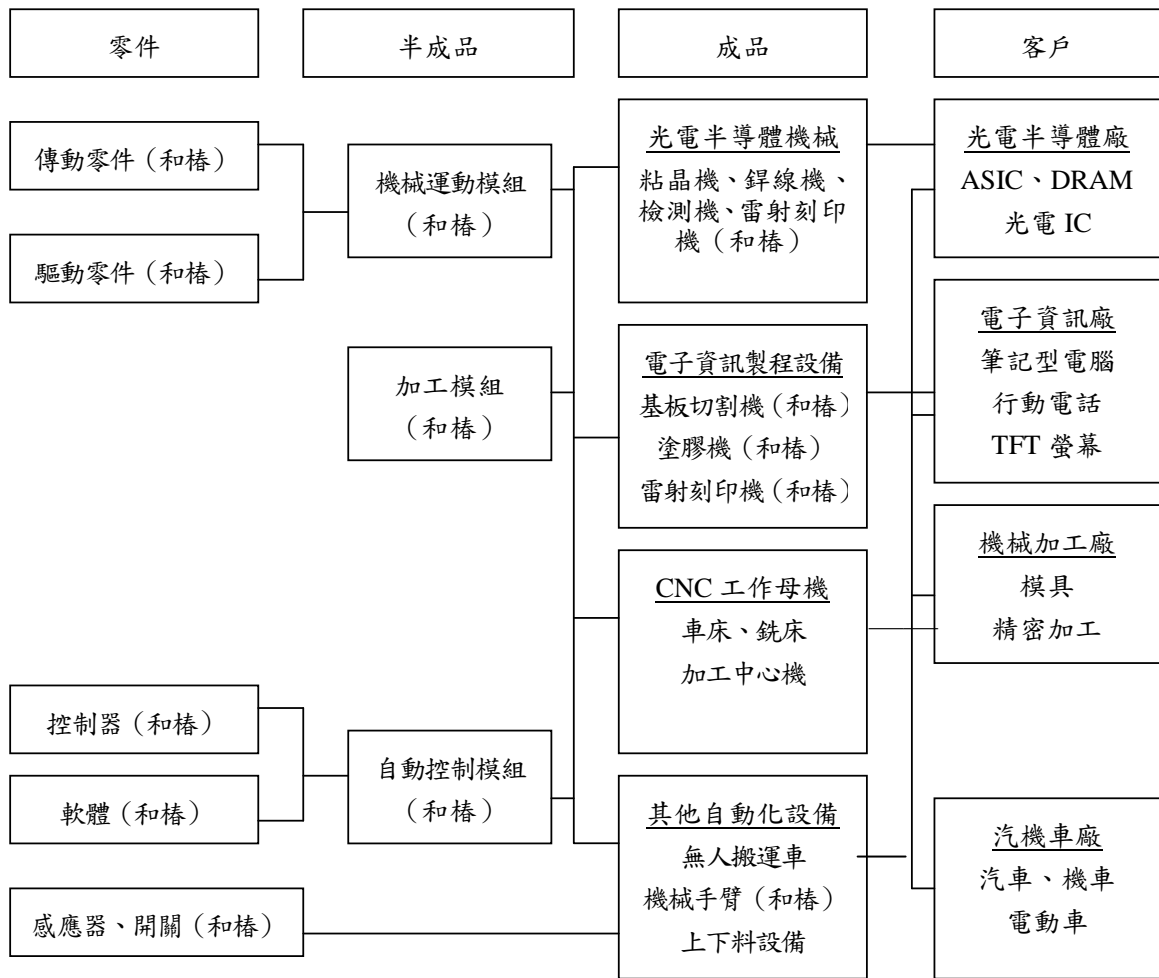 零件
半成品
成品
客戶
傳動零件（和椿）
驅動零件（和椿）
控制器（和椿）
軟體（和椿）
感應器、開關（和椿）
機械運動模組
（和椿）
加工模組
（和椿）
自動控制模組
（和椿）
光電半導體機械
粘晶機、銲線機、
檢測機、雷射刻印
機（和椿）
電子資訊製程設備
基板切割機（和椿）
塗膠機（和椿）
雷射刻印機（和椿）
CNC 工作母機
車床、銑床
加工中心機
其他自動化設備
無人搬運車
機械手臂（和椿）
上下料設備
光電半導體廠
ASIC、DRAM
光電 IC
電子資訊廠
筆記型電腦
行動電話
TFT 螢幕
機械加工廠
模具
精密加工
汽機車廠
汽車、機車
電動車